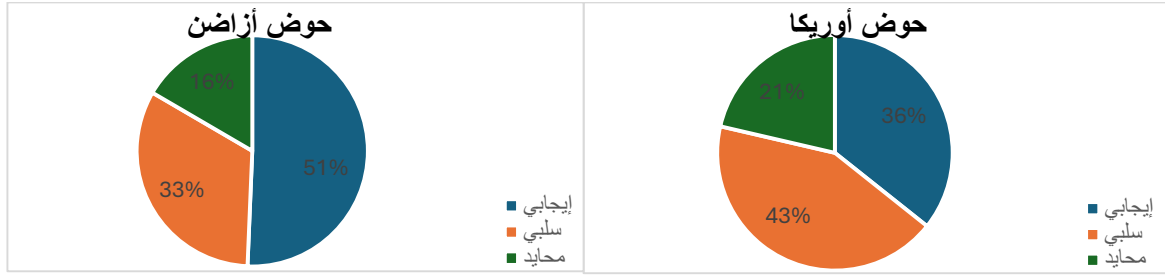 حوض أوريكا
36%
43%
21%
إيجابي
سلبي
محايد
حوض أزاضن
51%
33%
16%
إيجابي
سلبي
محايد